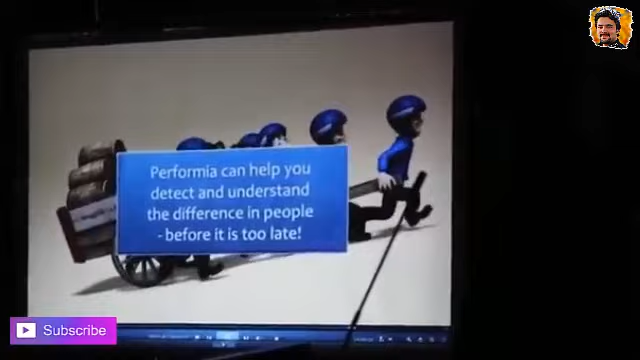 Performia can help you
detect and understand
the difference in people
- before it is too late!
Subscribe